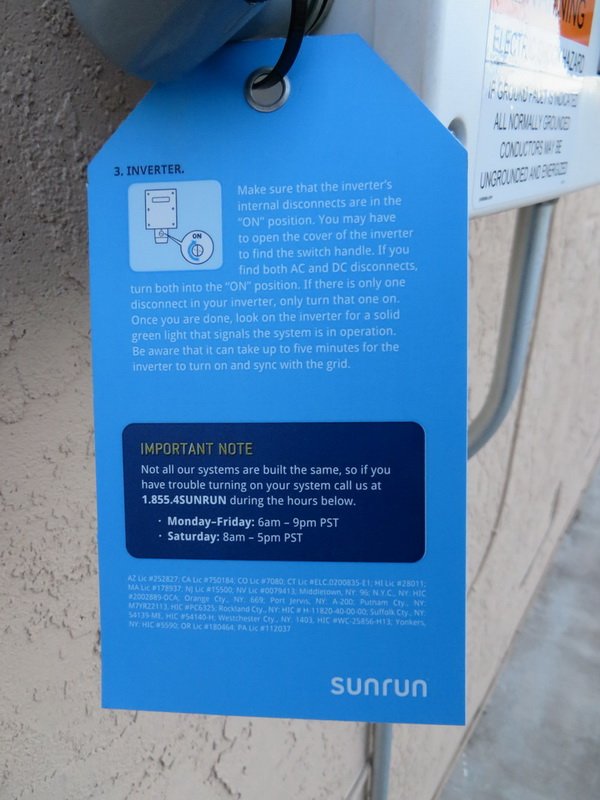 WARNING
ELECTRIC SHOCK HAZARD
IF GROUND FAULT IS INDICATED
ALL NORMALLY GROUNDED
CONDUCTORS MAY BE
UNGROUNDED AND ENERGIZED
3. INVERTER.
ON
Make sure that the inverter's
internal disconnects are in the
"ON" position. You may have
to open the cover of the inverter
to find the switch handle. If you
find both AC and DC disconnects,
turn both into the "ON" position. If there is only one
disconnect in your inverter, only turn that one on.
Once you are done, look on the inverter for a solid
green light that signals the system is in operation.
Be aware that it can take up to five minutes for the
inverter to turn on and sync with the grid.
IMPORTANT NOTE
Not all our systems are built the same, so if you
have trouble turning on your system call us at
1.855.4SUNRUN during the hours below.
· Monday–Friday: 6am – 9pm PST
· Saturday: 8am – 5pm PST
AZ Lic #252827; CA Lic #750184, CO Lic #7080; CT Lic #ELC.0200835-E1; HI Lic #28011;
MA Lic #178937; NJ Lic #15500; NV Lic #0079413; Middletown, NY: 96; N.Y.C., NY: HIC
#2002889-DCA; Orange Cty., NY: 669; Port Jervis, NY: A-200; Putnam Cty., NY:
M7YR22113, HIC #PC6325; Rockland Cty., NY: HIC # H-11820-40-00-00; Suffolk Cty., NY:
54139-ME, HIC #54140-H; Westchester Cty., NY: 1403, HIC #WC-25856-H13; Yonkers,
NY: HIC #5590; OR Lic #180464; PA Lic #112037
sunrun